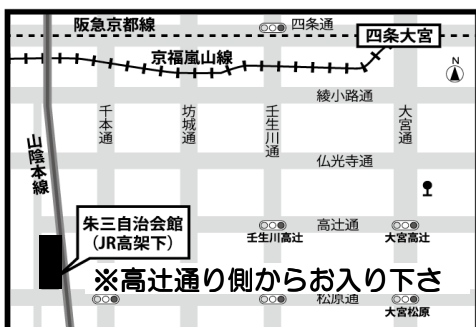 阪急京都線
四条通
四条大宮
京福嵐山線
N
綾小路通
山陰本線
千本通
坊城通
壬生川通
大宮通
仏光寺通
朱三自治会館
（JR高架下）
高辻通
壬生川高辻
大宮高辻
※高辻通り側からお入り下さ
松原通
大宮松原